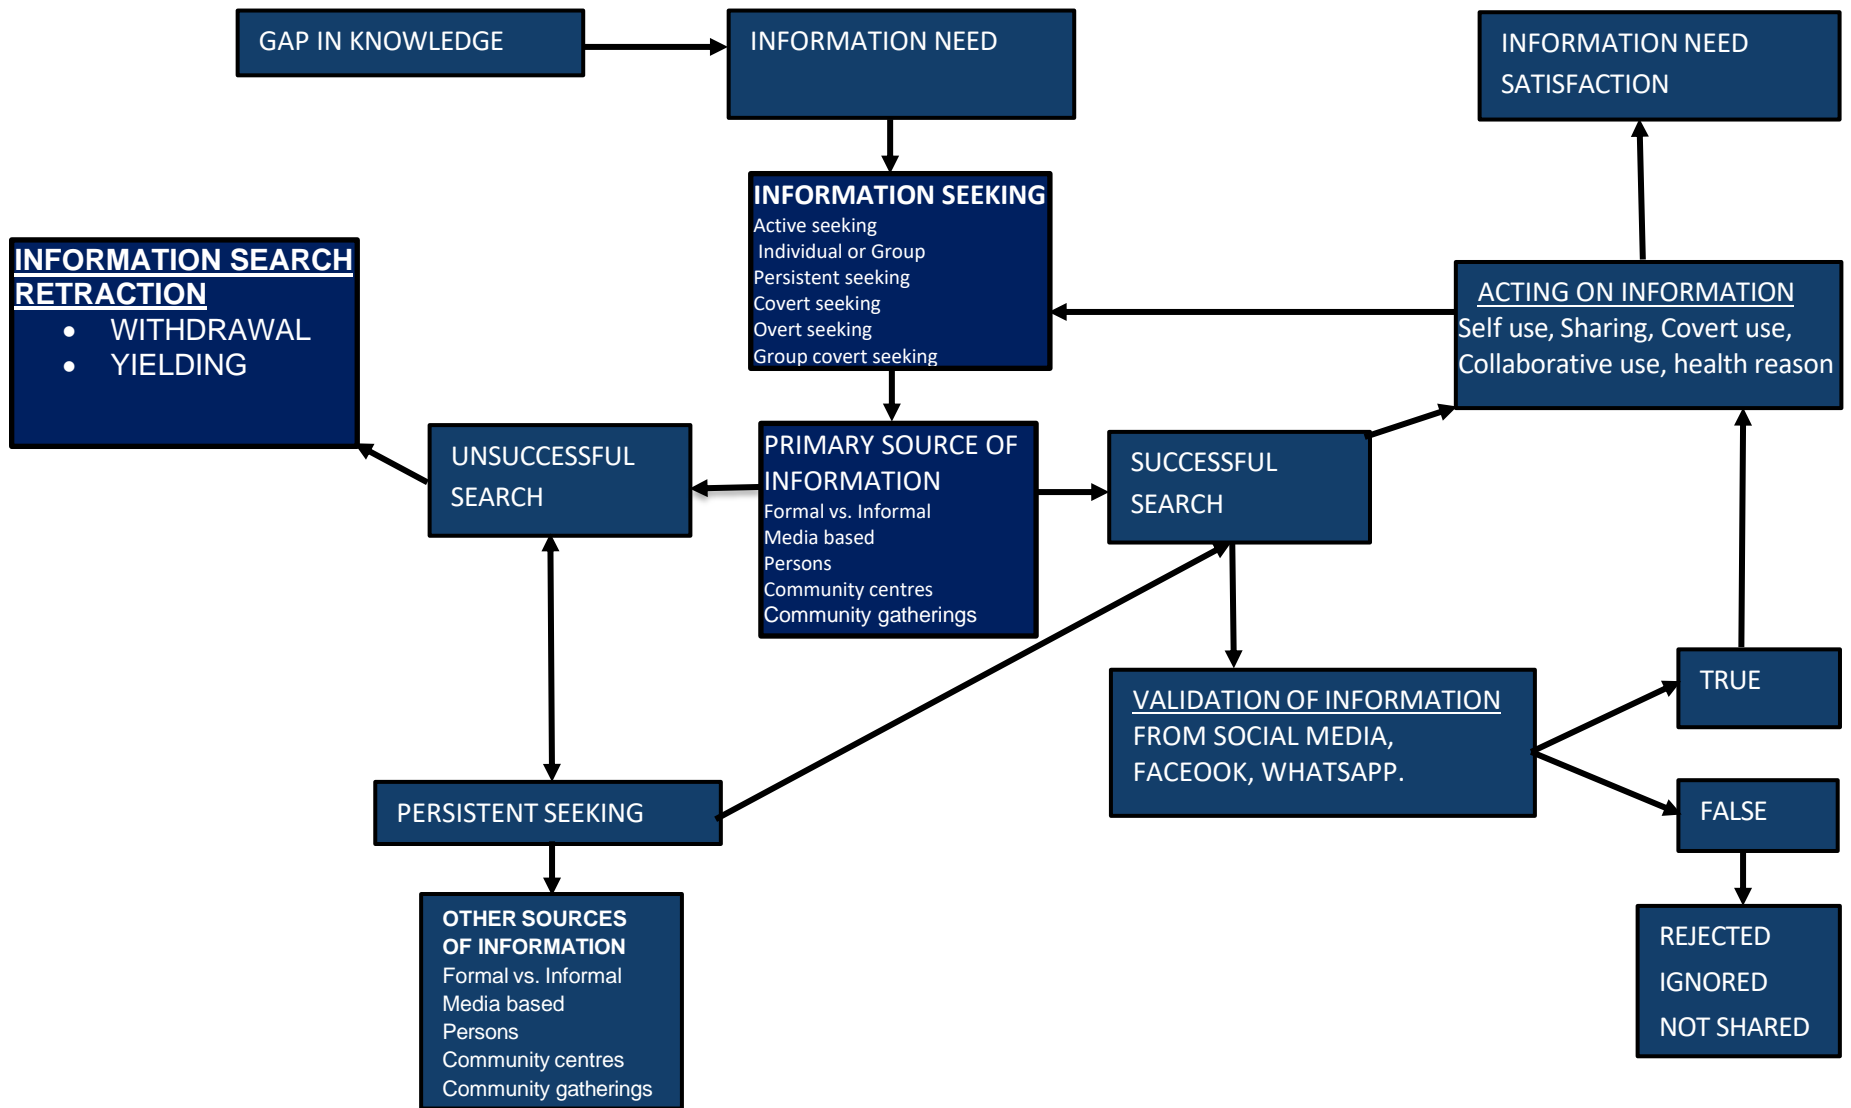 GAP IN KNOWLEDGE
INFORMATION NEED
INFORMATION NEED
SATISFACTION
INFORMATION SEEKING
Active seeking
Individual or Group
Persistent seeking
Covert seeking
Overt seeking
Group covert seeking
INFORMATION SEARCH
RETRACTION
• WITHDRAWAL
• YIELDING
ACTING ON INFORMATION
Self use, Sharing, Covert use,
Collaborative use, health reason
UNSUCCESSFUL
SEARCH
PRIMARY SOURCE OF
INFORMATION
Formal vs. Informal
Media based
Persons
Community centres
Community gatherings
SUCCESSFUL
SEARCH
VALIDATION OF INFORMATION
FROM SOCIAL MEDIA,
FACEOOK, WHATSAPP.
TRUE
FALSE
PERSISTENT SEEKING
OTHER SOURCES
OF INFORMATION
Formal vs. Informal
Media based
Persons
Community centres
Community gatherings
REJECTED
IGNORED
NOT SHARED